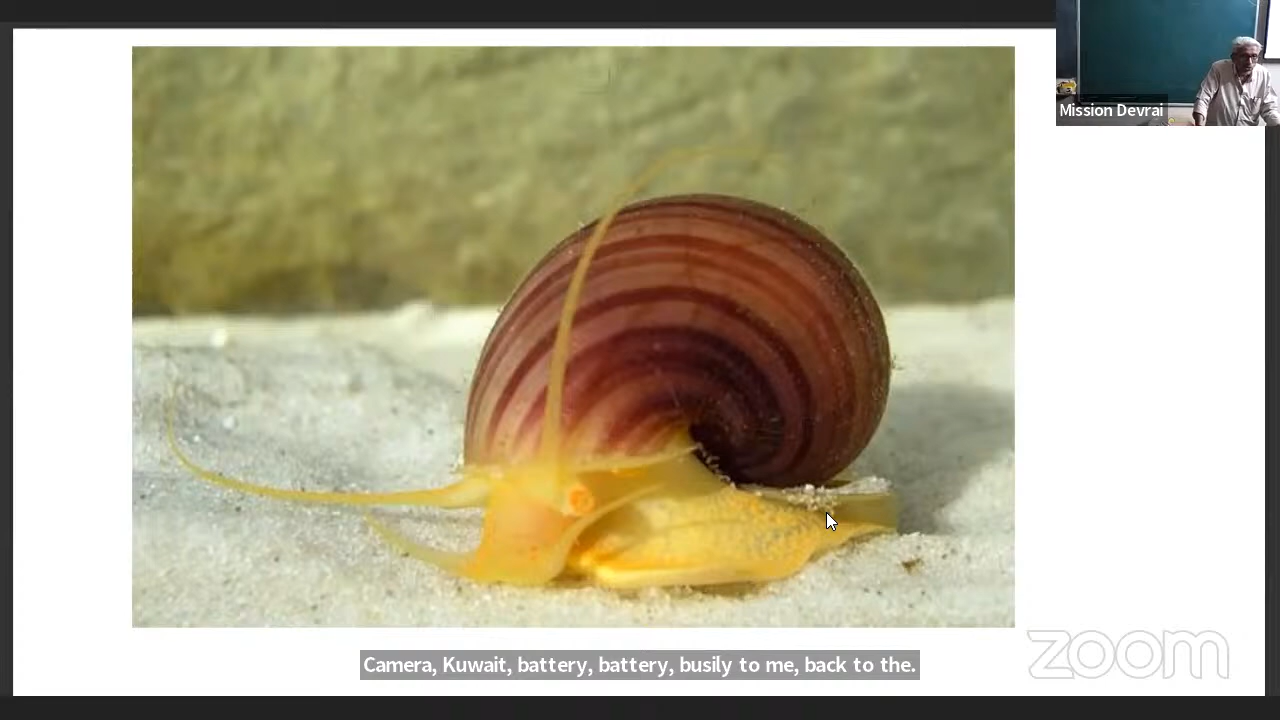 Mission Devrai
Camera, Kuwait, battery, battery, busily to me, back to the.
zoom